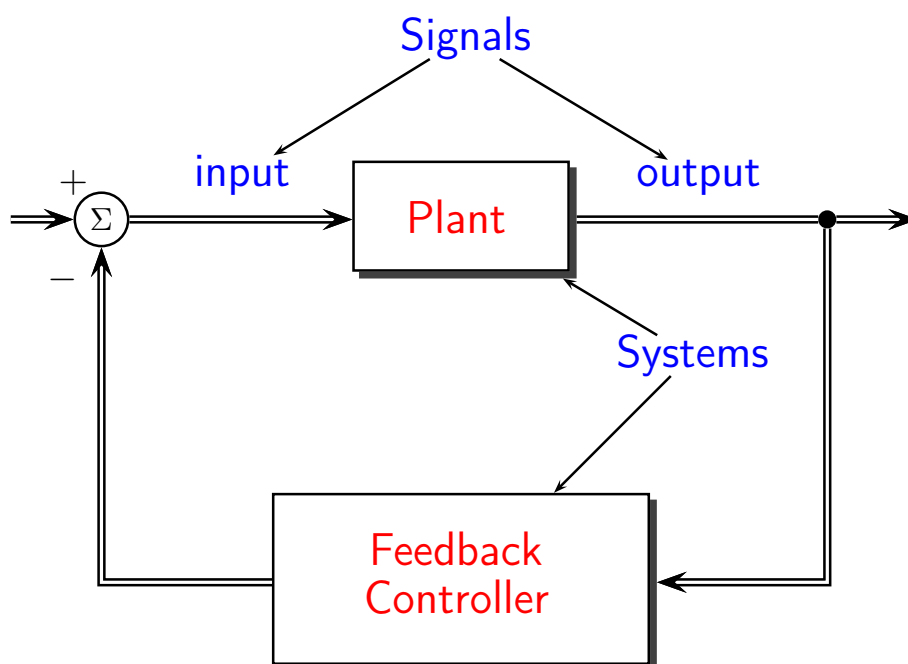 Signals
input
output
+
Σ
Plant
−
Systems
Feedback
Controller